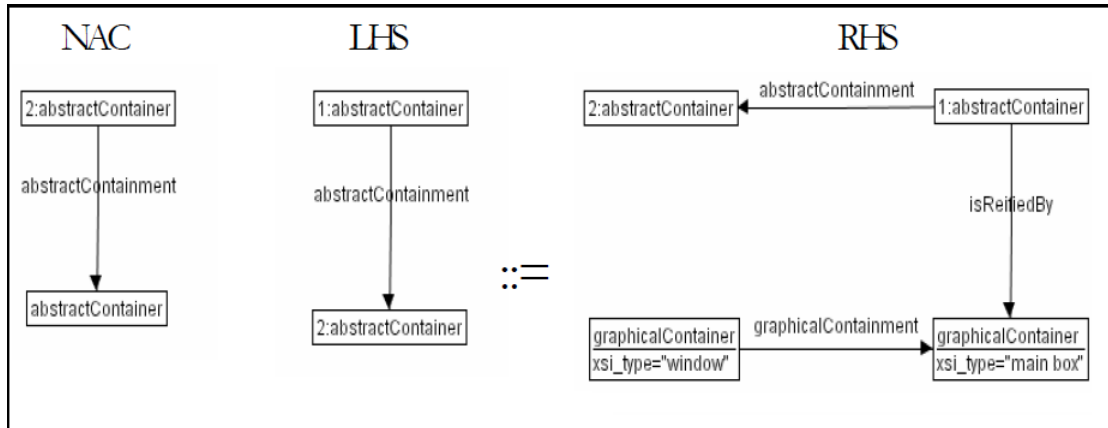 NAC
LHS
RHS
2:abstractContainer
abstractContainment
abstractContainer
1:abstractContainer
abstractContainment
2:abstractContainer
::=
2:abstractContainer
abstractContainment
1:abstractContainer
isReifiedBy
graphicalContainer
xsi_type="window"
graphicalContainment
graphicalContainer
xsi_type="main box"